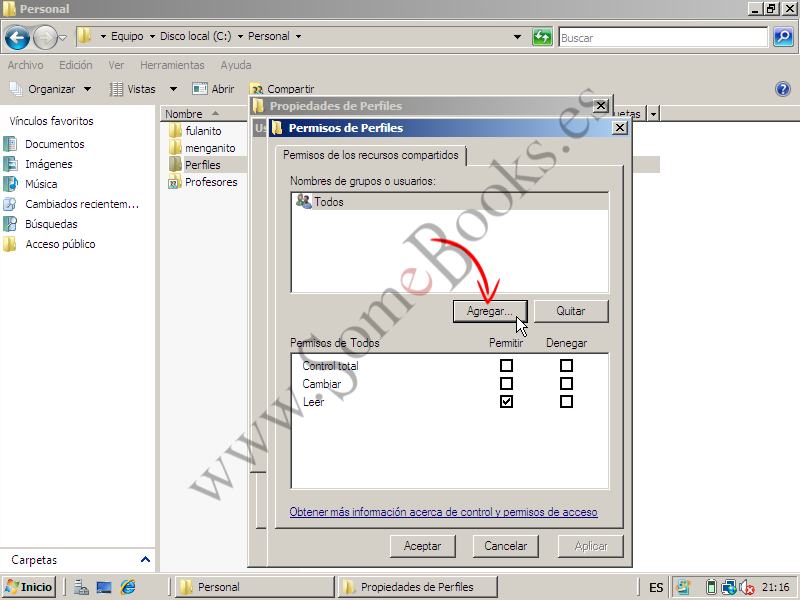 Personal
Equipo
Disco local (C:)
Personal
Buscar
Archivo
Edición
Ver
Herramientas
Ayuda
Organizar
Vistas
Abrir
Compartir
Vínculos favoritos
Documentos
Imágenes
Música
Cambiados recientem...
Búsquedas
Acceso público
Carpetas
Nombre
fulanito
menganito
Perfiles
Profesores
Propiedades de Perfiles
Permisos de Perfiles
Permisos de los recursos compartidos
Nombres de grupos o usuarios:
Todos
Agregar...
Quitar
Permisos de Todos
Permitir
Denegar
Control total
Cambiar
Leer
Obtener más información acerca de control y permisos de acceso
Aceptar
Cancelar
Aplicar
www.SomeBooks.es
Inicio
Personal
Propiedades de Perfiles
ES
21:16